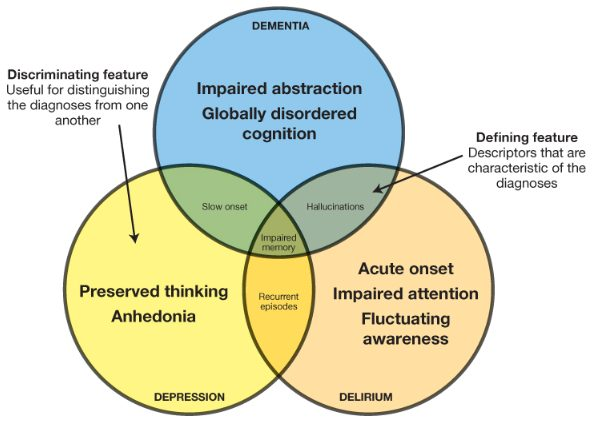 DEMENTIA
Impaired abstraction
Globally disordered
cognition
Discriminating feature
Useful for distinguishing
the diagnoses from one
another
Defining feature
Descriptors that are
characteristic of the
diagnoses
Slow onset
Hallucinations
Impaired
memory
Preserved thinking
Anhedonia
Recurrent
episodes
Acute onset
Impaired attention
Fluctuating
awareness
DEPRESSION
DELIRIUM